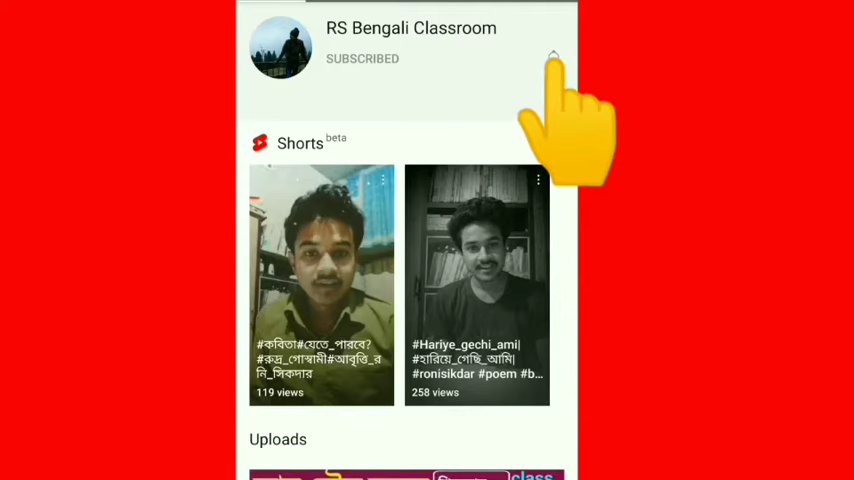 RS Bengali Classroom
SUBSCRIBED
Shorts beta
#কবিতা#যেতে_পারবে?
#রুদ্র_গোস্বামী#আবৃত্তি_র
নি_সিকদার
119 views
#Hariye_gechi_ami|
#হারিয়ে_গেছি_আমি|
#ronisikdar #poem #b...
258 views
Uploads
class